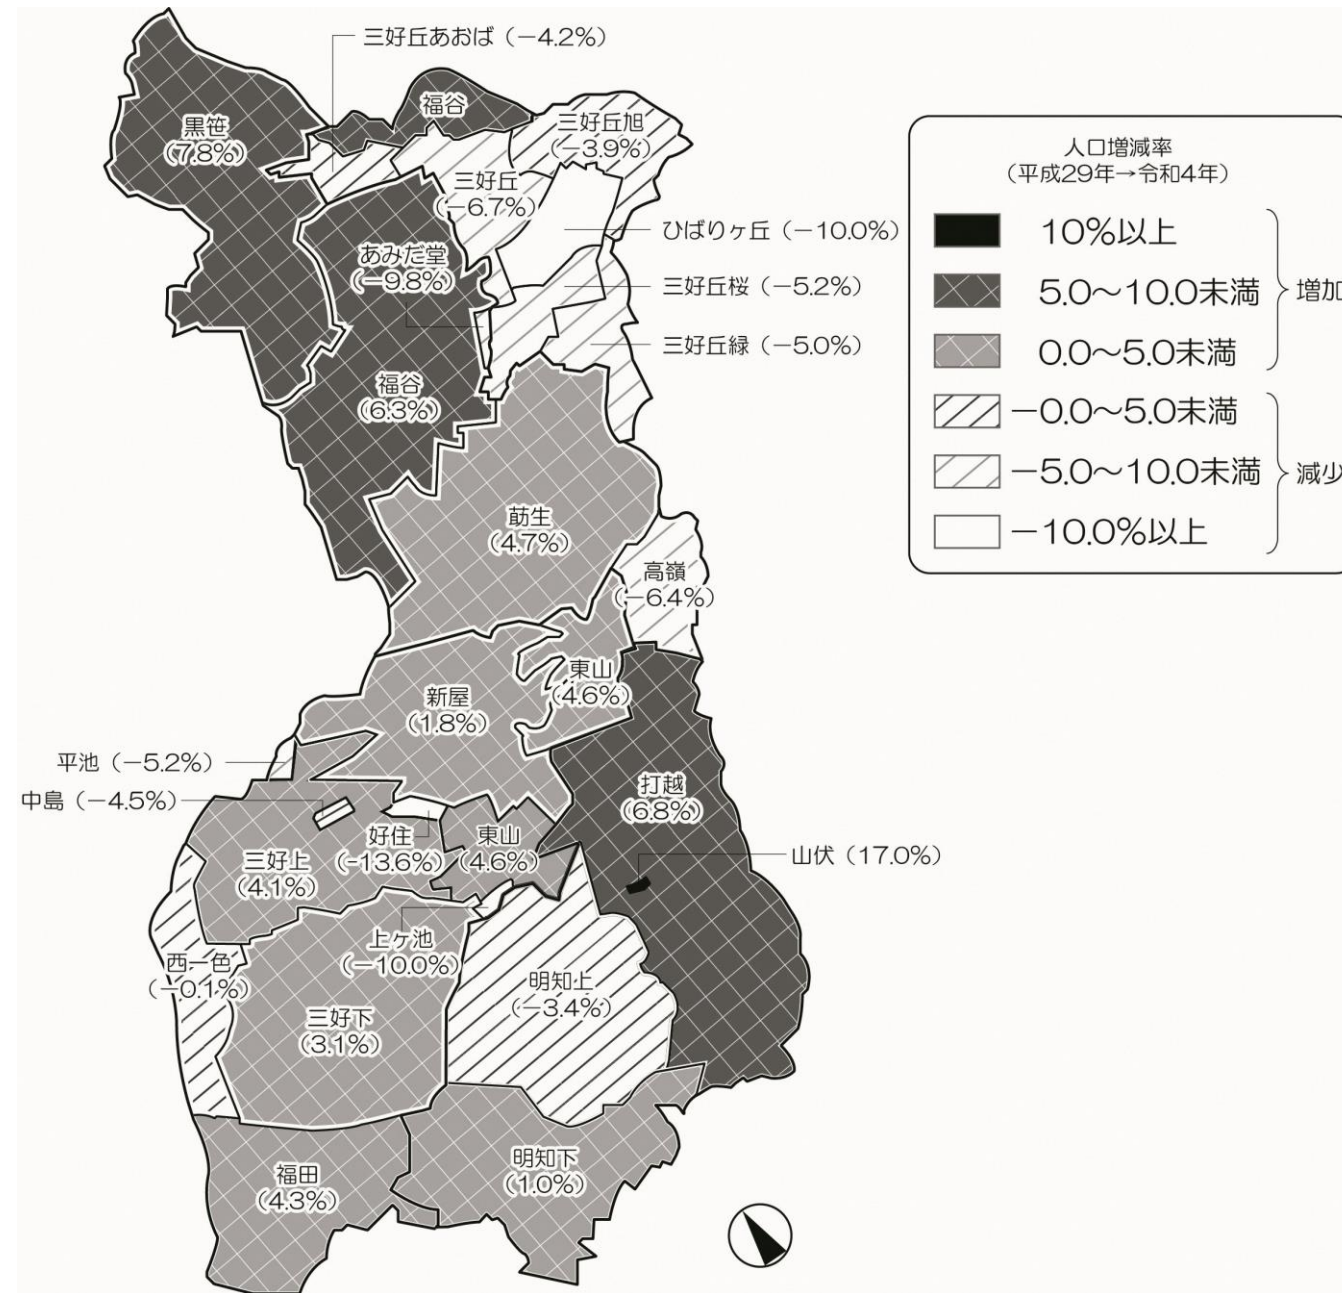 三好丘あおば（－4.2％）
福谷
黒笹
（7.8％）
三好丘旭
（－3.9％）
三好丘
（－6.7％）
ひばりヶ丘（－10.0％）
あみだ堂
（－9.8％）
三好丘桜（－5.2％）
三好丘緑（－5.0％）
福谷
（6.3％）
莇生
（4.7％）
高嶺
（－6.4％）
東山
（4.6％）
新屋
（1.8％）
平池（－5.2％）
中島（－4.5％）
打越
（6.8％）
好住
（-13.6％）
東山
（4.6％）
山伏（17.0％）
三好上
（4.1％）
上ヶ池
（－10.0％）
西一色
（－0.1％）
明知上
（－3.4％）
三好下
（3.1％）
明知下
（1.0％）
福田
（4.3％）
人口増減率
（平成29年→令和4年）
10％以上
5.0〜10.0未満
増加
0.0〜5.0未満
－0.0〜5.0未満
－5.0〜10.0未満
減少
－10.0％以上